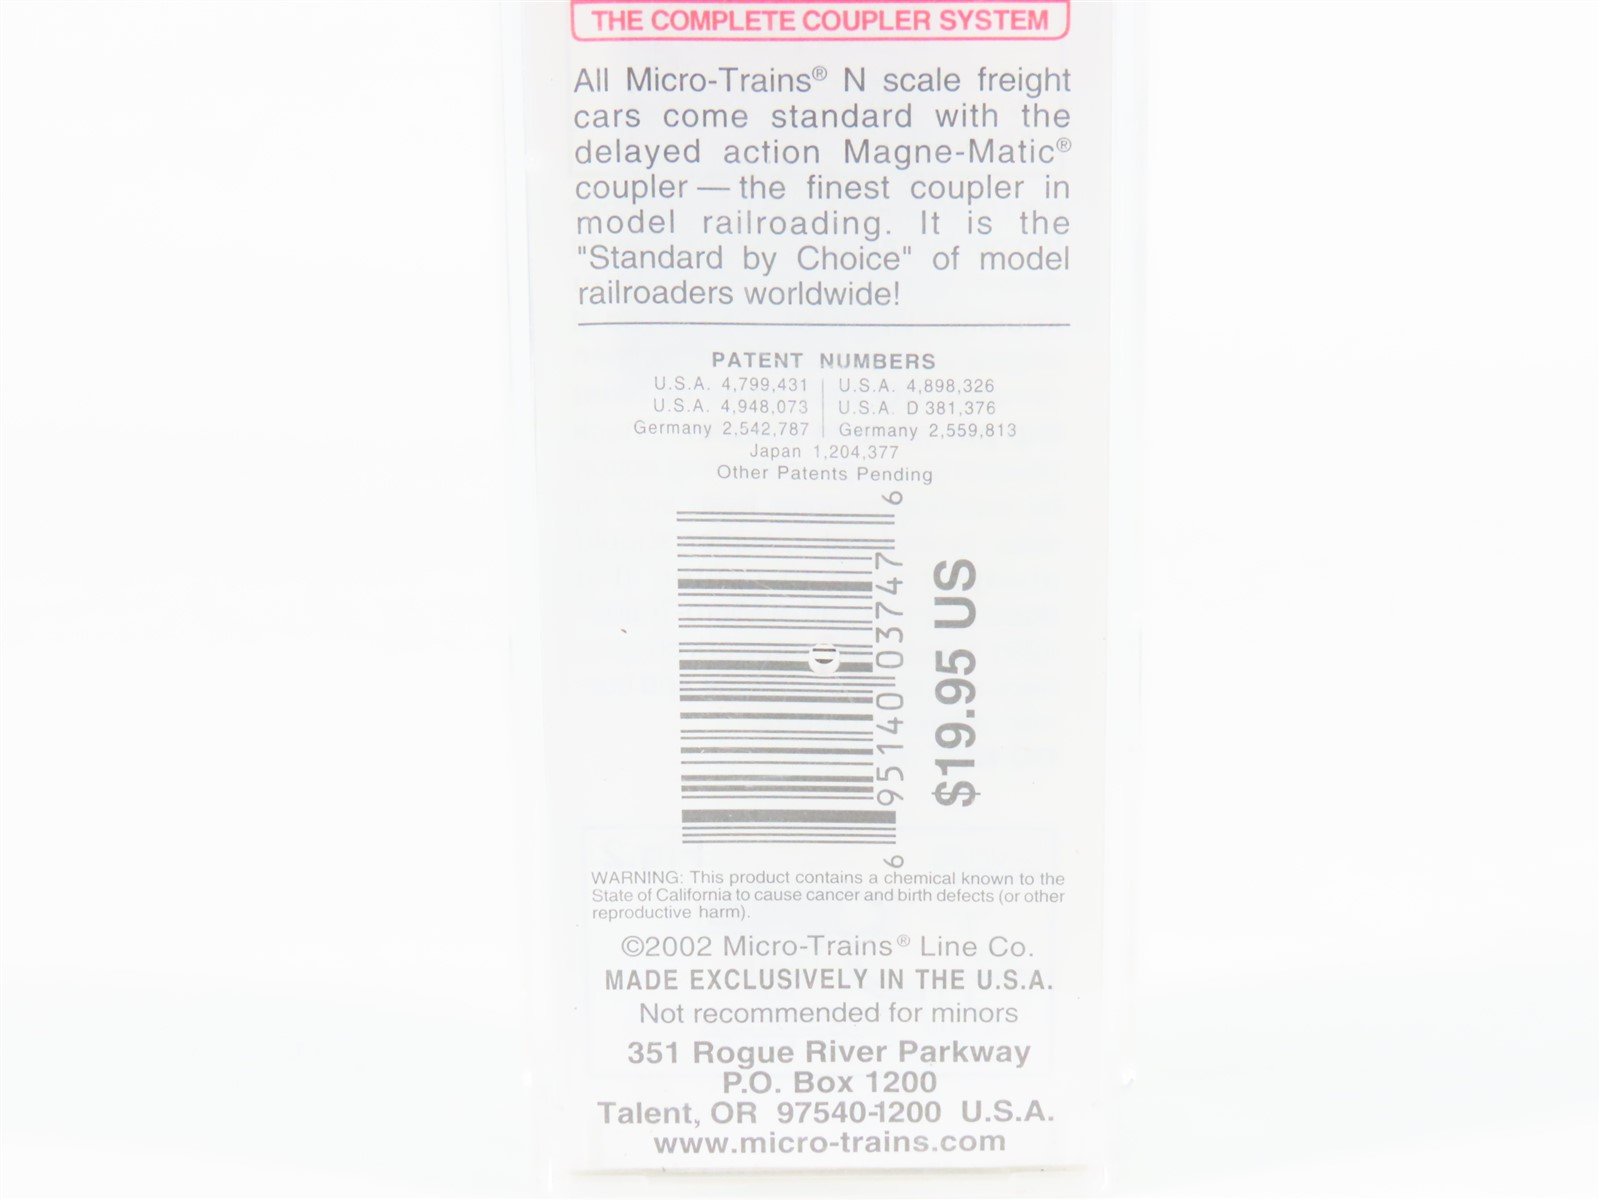 THE COMPLETE COUPLER SYSTEM
All Micro-Trains® N scale freight
cars come standard with the
delayed action Magne-Matic®
coupler — the finest coupler in
model railroading. It is the
"Standard by Choice" of model
railroaders worldwide!
PATENT NUMBERS
U.S.A. 4,799,431 | U.S.A. 4,898,326
U.S.A. 4,948,073 | U.S.A. D 381,376
Germany 2,542,787 | Germany 2,559,813
Japan 1,204,377
Other Patents Pending
6 95140 03747 6
$19.95 US
WARNING: This product contains a chemical known to the
State of California to cause cancer and birth defects (or other
reproductive harm).
©2002 Micro-Trains® Line Co.
MADE EXCLUSIVELY IN THE U.S.A.
Not recommended for minors
351 Rogue River Parkway
P.O. Box 1200
Talent, OR 97540-1200 U.S.A.
www.micro-trains.com